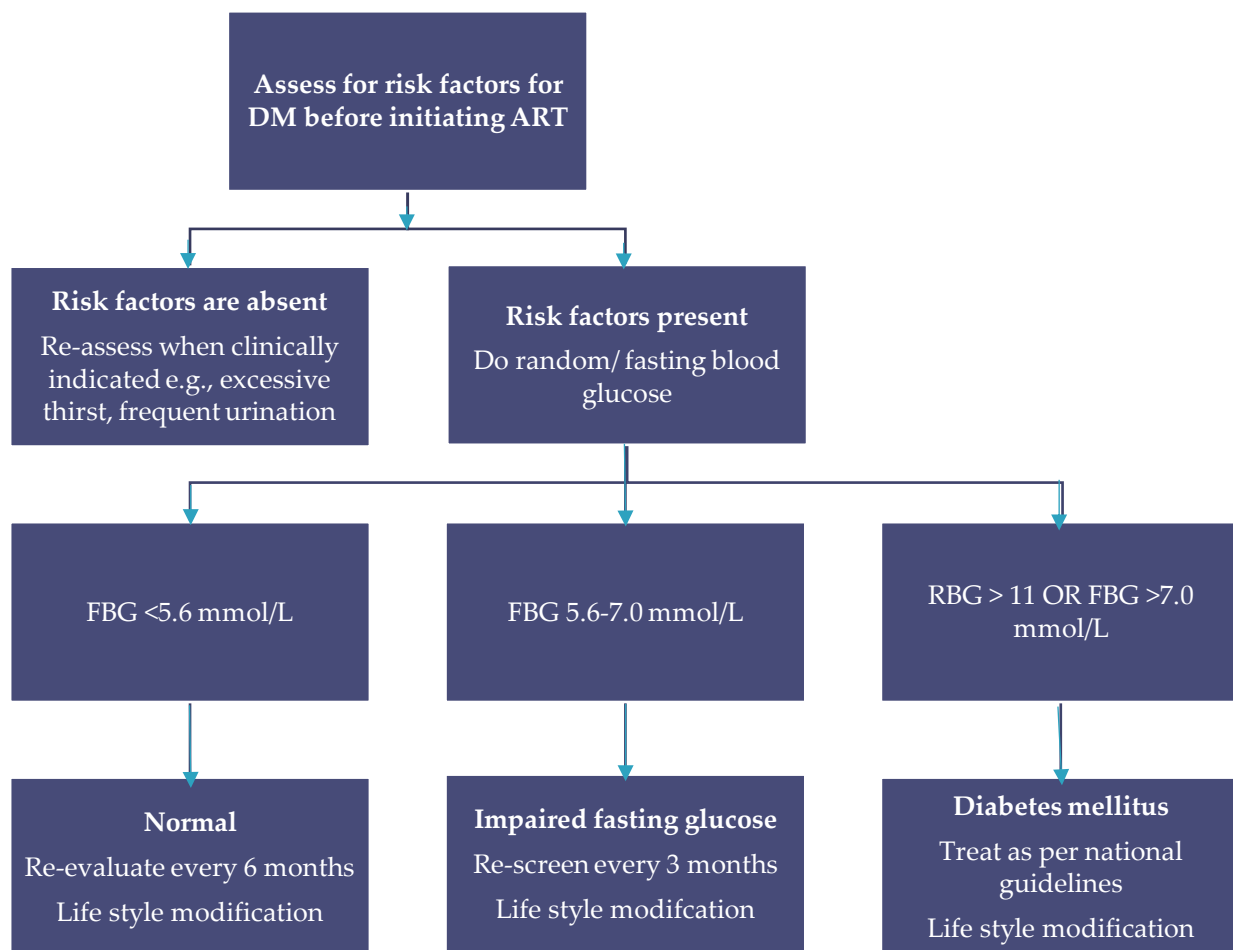 Assess for risk factors for
DM before initiating ART
Risk factors are absent
Re-assess when clinically
indicated e.g., excessive
thirst, frequent urination
Risk factors present
Do random/ fasting blood
glucose
FBG <5.6 mmol/L
FBG 5.6-7.0 mmol/L
RBG > 11 OR FBG >7.0
mmol/L
Normal
Re-evaluate every 6 months
Life style modification
Impaired fasting glucose
Re-screen every 3 months
Life style modifcation
Diabetes mellitus
Treat as per national
guidelines
Life style modification